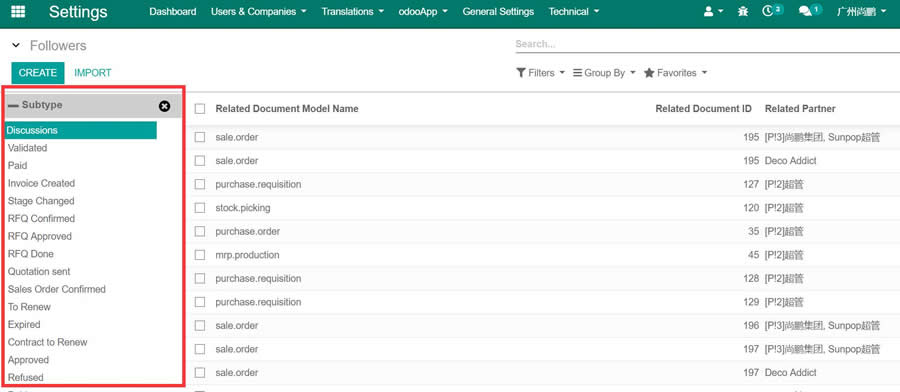 Settings Dashboard Users & Companies Translations odooApp General Settings Technical 3 1 广州尚鹏
Followers Search...
CREATE IMPORT Filters Group By Favorites
Subtype
Discussions
Validated
Paid
Invoice Created
Stage Changed
RFQ Confirmed
RFQ Approved
RFQ Done
Quotation sent
Sales Order Confirmed
To Renew
Expired
Contract to Renew
Approved
Refused
Related Document Model Name Related Document ID Related Partner
sale.order 195 [P!3]尚鹏集团, Sunpop超管
sale.order 195 Deco Addict
purchase.requisition 127 [P!2]超管
stock.picking 120 [P!2]超管
purchase.order 35 [P!2]超管
mrp.production 45 [P!2]超管
purchase.requisition 128 [P!2]超管
purchase.requisition 129 [P!2]超管
sale.order 196 [P!3]尚鹏集团, Sunpop超管
sale.order 197 [P!3]尚鹏集团, Sunpop超管
sale.order 197 Deco Addict